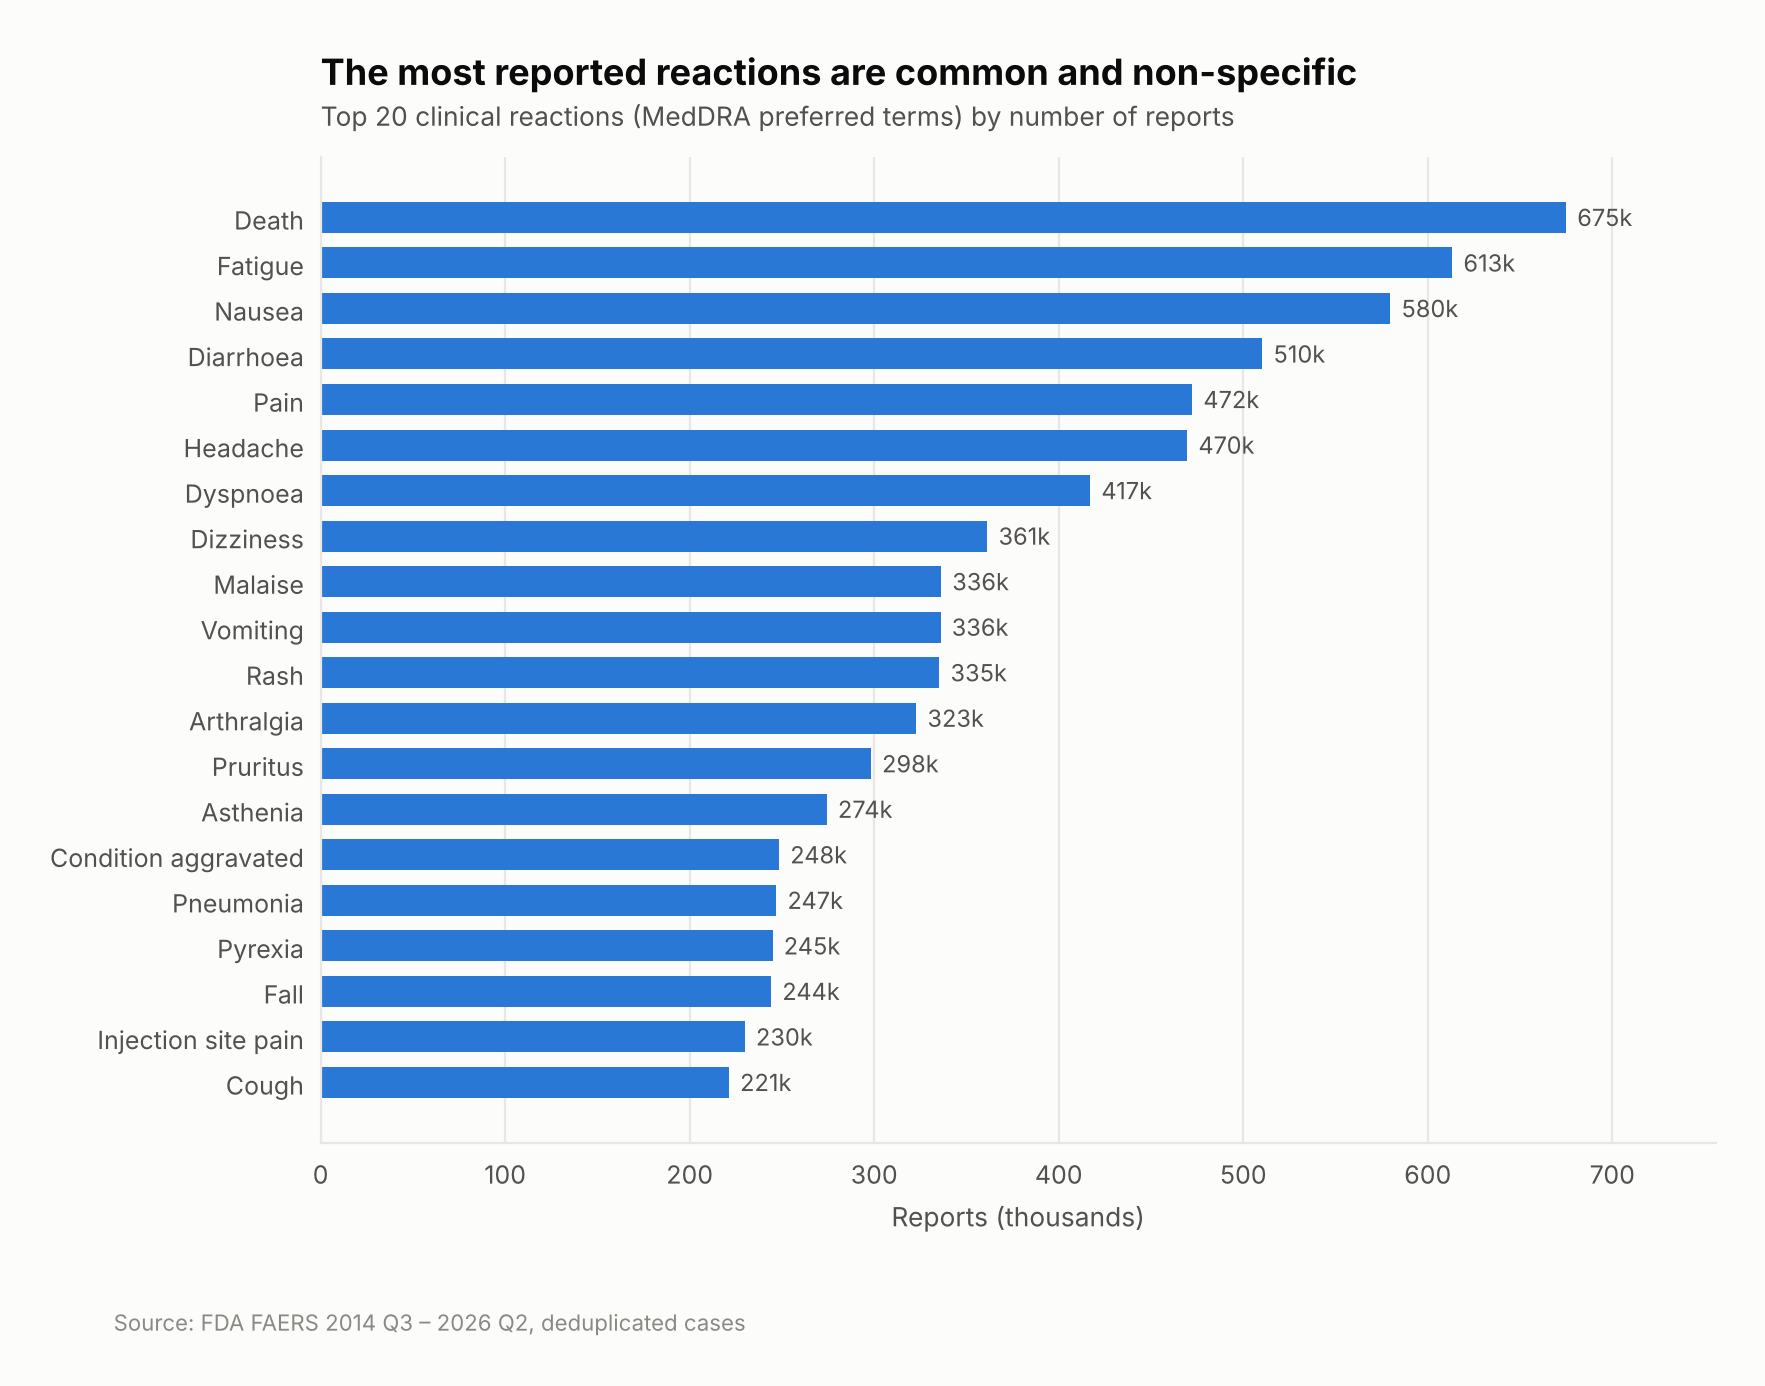 The most reported reactions are common and non-specific
Top 20 clinical reactions (MedDRA preferred terms) by number of reports
Death 675k
Fatigue 613k
Nausea 580k
Diarrhoea 510k
Pain 472k
Headache 470k
Dyspnoea 417k
Dizziness 361k
Malaise 336k
Vomiting 336k
Rash 335k
Arthralgia 323k
Pruritus 298k
Asthenia 274k
Condition aggravated 248k
Pneumonia 247k
Pyrexia 245k
Fall 244k
Injection site pain 230k
Cough 221k
0 100 200 300 400 500 600 700
Reports (thousands)
Source: FDA FAERS 2014 Q3 – 2026 Q2, deduplicated cases